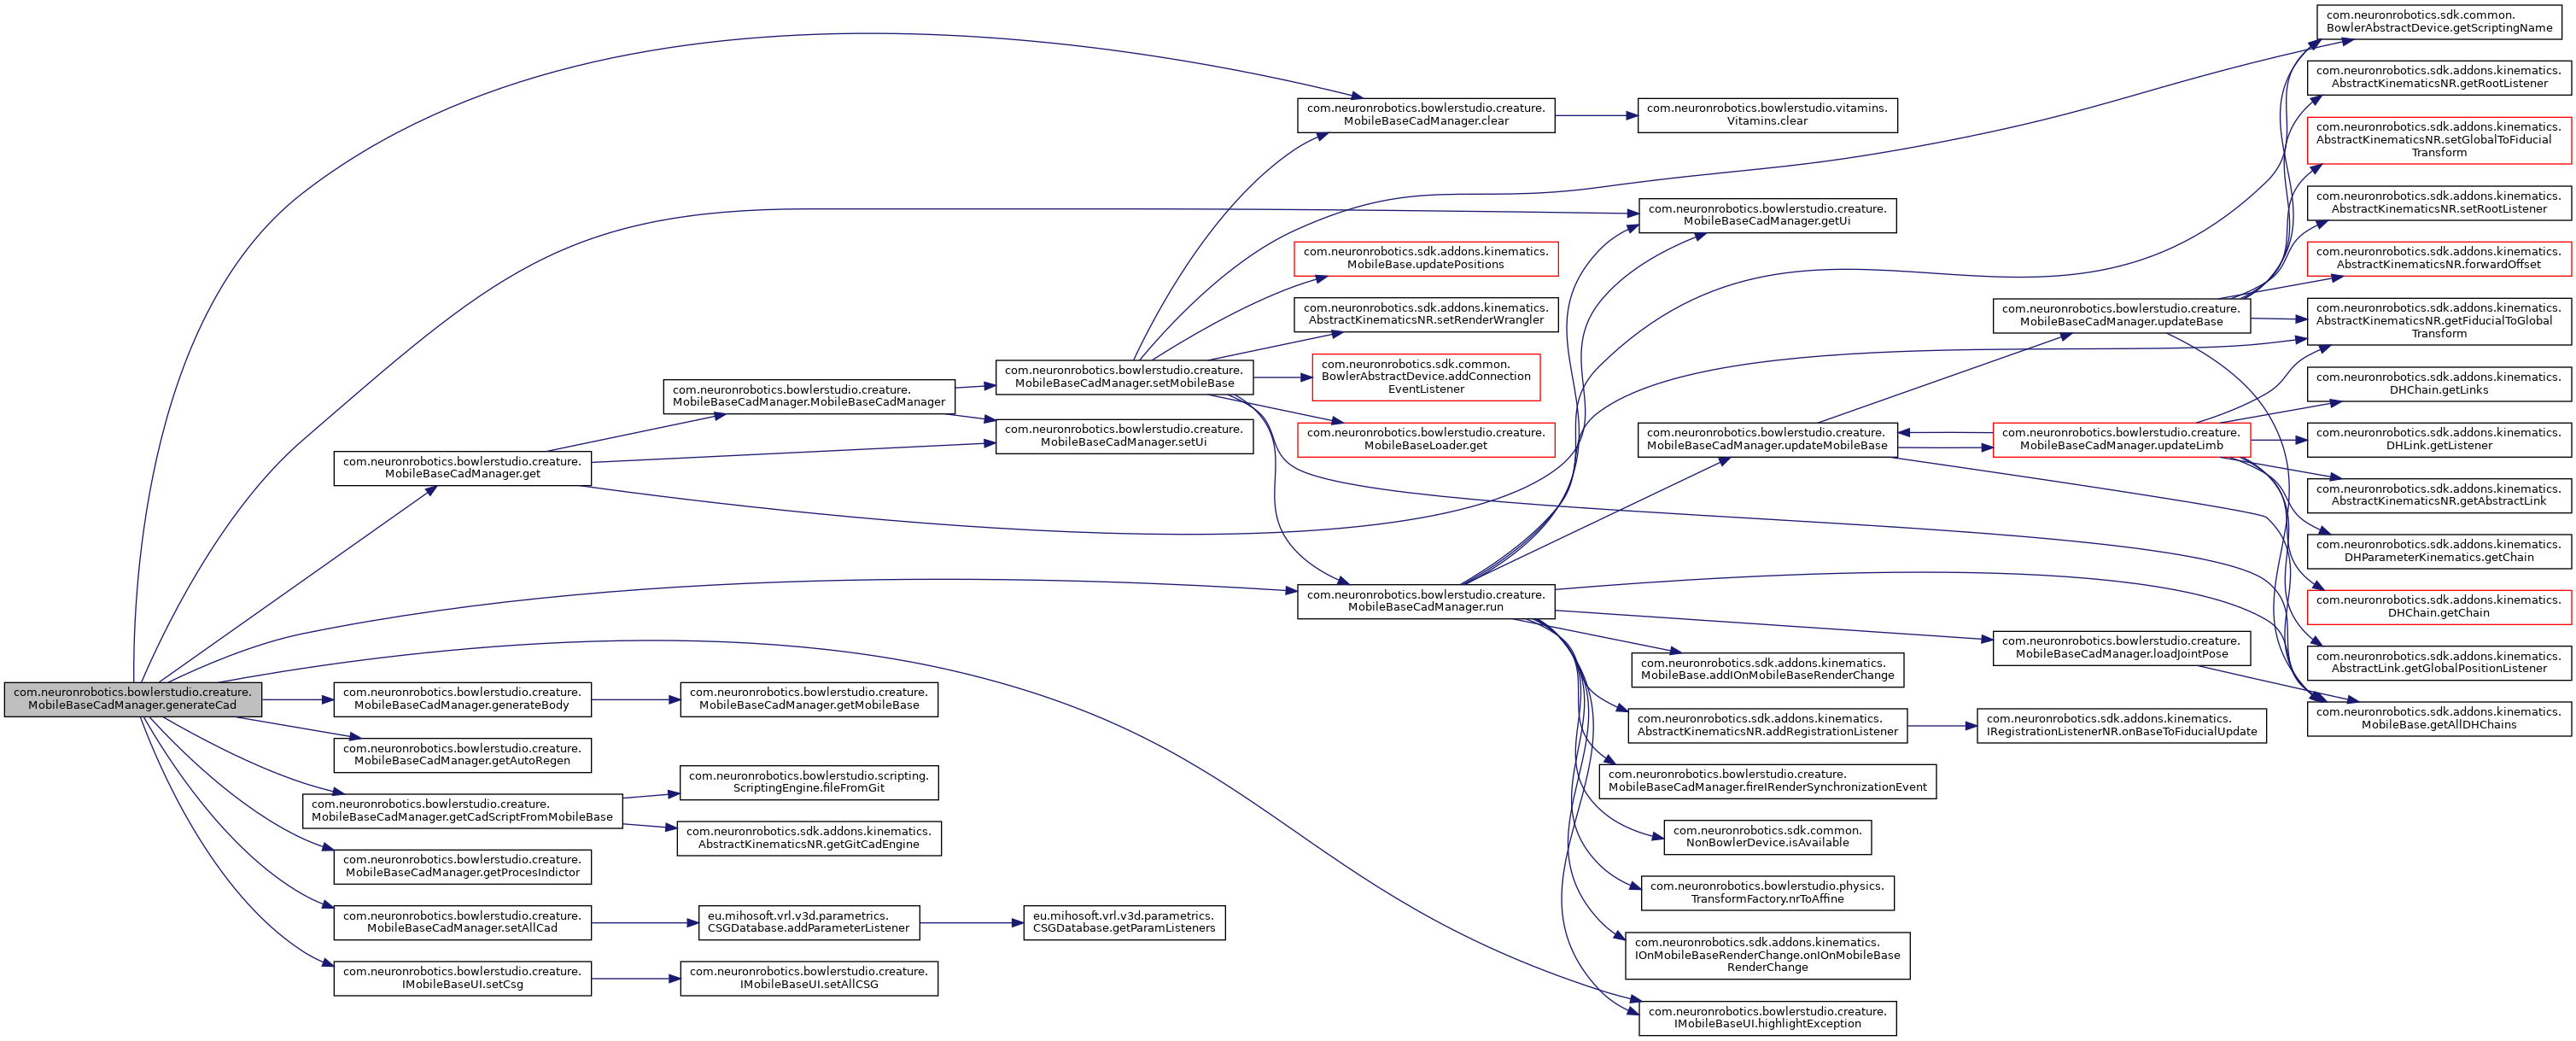 com.neuronrobotics.bowlerstudio.creature.
MobileBaseCadManager.generateCad
com.neuronrobotics.bowlerstudio.creature.
MobileBaseCadManager.get
com.neuronrobotics.bowlerstudio.creature.
MobileBaseCadManager.generateBody
com.neuronrobotics.bowlerstudio.creature.
MobileBaseCadManager.getAutoRegen
com.neuronrobotics.bowlerstudio.creature.
MobileBaseCadManager.getCadScriptFromMobileBase
com.neuronrobotics.bowlerstudio.creature.
MobileBaseCadManager.getProcesIndictor
com.neuronrobotics.bowlerstudio.creature.
MobileBaseCadManager.setAllCad
com.neuronrobotics.bowlerstudio.creature.
IMobileBaseUI.setCsg
com.neuronrobotics.bowlerstudio.creature.
MobileBaseCadManager.MobileBaseCadManager
com.neuronrobotics.bowlerstudio.creature.
MobileBaseCadManager.getMobileBase
com.neuronrobotics.bowlerstudio.scripting.
ScriptingEngine.fileFromGit
com.neuronrobotics.sdk.addons.kinematics.
AbstractKinematicsNR.getGitCadEngine
eu.mihosoft.vrl.v3d.parametrics.
CSGDatabase.addParameterListener
com.neuronrobotics.bowlerstudio.creature.
IMobileBaseUI.setAllCSG
com.neuronrobotics.bowlerstudio.creature.
MobileBaseCadManager.setMobileBase
com.neuronrobotics.bowlerstudio.creature.
MobileBaseCadManager.setUi
eu.mihosoft.vrl.v3d.parametrics.
CSGDatabase.getParamListeners
com.neuronrobotics.bowlerstudio.creature.
MobileBaseCadManager.clear
com.neuronrobotics.sdk.addons.kinematics.
MobileBase.updatePositions
com.neuronrobotics.sdk.addons.kinematics.
AbstractKinematicsNR.setRenderWrangler
com.neuronrobotics.sdk.common.
BowlerAbstractDevice.addConnection
EventListener
com.neuronrobotics.bowlerstudio.creature.
MobileBaseLoader.get
com.neuronrobotics.bowlerstudio.creature.
MobileBaseCadManager.run
com.neuronrobotics.bowlerstudio.vitamins.
Vitamins.clear
com.neuronrobotics.bowlerstudio.creature.
MobileBaseCadManager.getUi
com.neuronrobotics.bowlerstudio.creature.
MobileBaseCadManager.updateMobileBase
com.neuronrobotics.sdk.addons.kinematics.
MobileBase.addIOnMobileBaseRenderChange
com.neuronrobotics.sdk.addons.kinematics.
AbstractKinematicsNR.addRegistrationListener
com.neuronrobotics.bowlerstudio.creature.
MobileBaseCadManager.fireIRenderSynchronizationEvent
com.neuronrobotics.sdk.common.
NonBowlerDevice.isAvailable
com.neuronrobotics.bowlerstudio.physics.
TransformFactory.nrToAffine
com.neuronrobotics.sdk.addons.kinematics.
IOnMobileBaseRenderChange.onIOnMobileBase
RenderChange
com.neuronrobotics.bowlerstudio.creature.
IMobileBaseUI.highlightException
com.neuronrobotics.bowlerstudio.creature.
MobileBaseCadManager.updateBase
com.neuronrobotics.bowlerstudio.creature.
MobileBaseCadManager.updateLimb
com.neuronrobotics.bowlerstudio.creature.
MobileBaseCadManager.loadJointPose
com.neuronrobotics.sdk.addons.kinematics.
IRegistrationListenerNR.onBaseToFiducialUpdate
com.neuronrobotics.sdk.common.
BowlerAbstractDevice.getScriptingName
com.neuronrobotics.sdk.addons.kinematics.
AbstractKinematicsNR.getRootListener
com.neuronrobotics.sdk.addons.kinematics.
AbstractKinematicsNR.setGlobalToFiducial
Transform
com.neuronrobotics.sdk.addons.kinematics.
AbstractKinematicsNR.setRootListener
com.neuronrobotics.sdk.addons.kinematics.
AbstractKinematicsNR.forwardOffset
com.neuronrobotics.sdk.addons.kinematics.
AbstractKinematicsNR.getFiducialToGlobal
Transform
com.neuronrobotics.sdk.addons.kinematics.
DHChain.getLinks
com.neuronrobotics.sdk.addons.kinematics.
DHLink.getListener
com.neuronrobotics.sdk.addons.kinematics.
AbstractKinematicsNR.getAbstractLink
com.neuronrobotics.sdk.addons.kinematics.
DHParameterKinematics.getChain
com.neuronrobotics.sdk.addons.kinematics.
DHChain.getChain
com.neuronrobotics.sdk.addons.kinematics.
AbstractLink.getGlobalPositionListener
com.neuronrobotics.sdk.addons.kinematics.
MobileBase.getAllDHChains